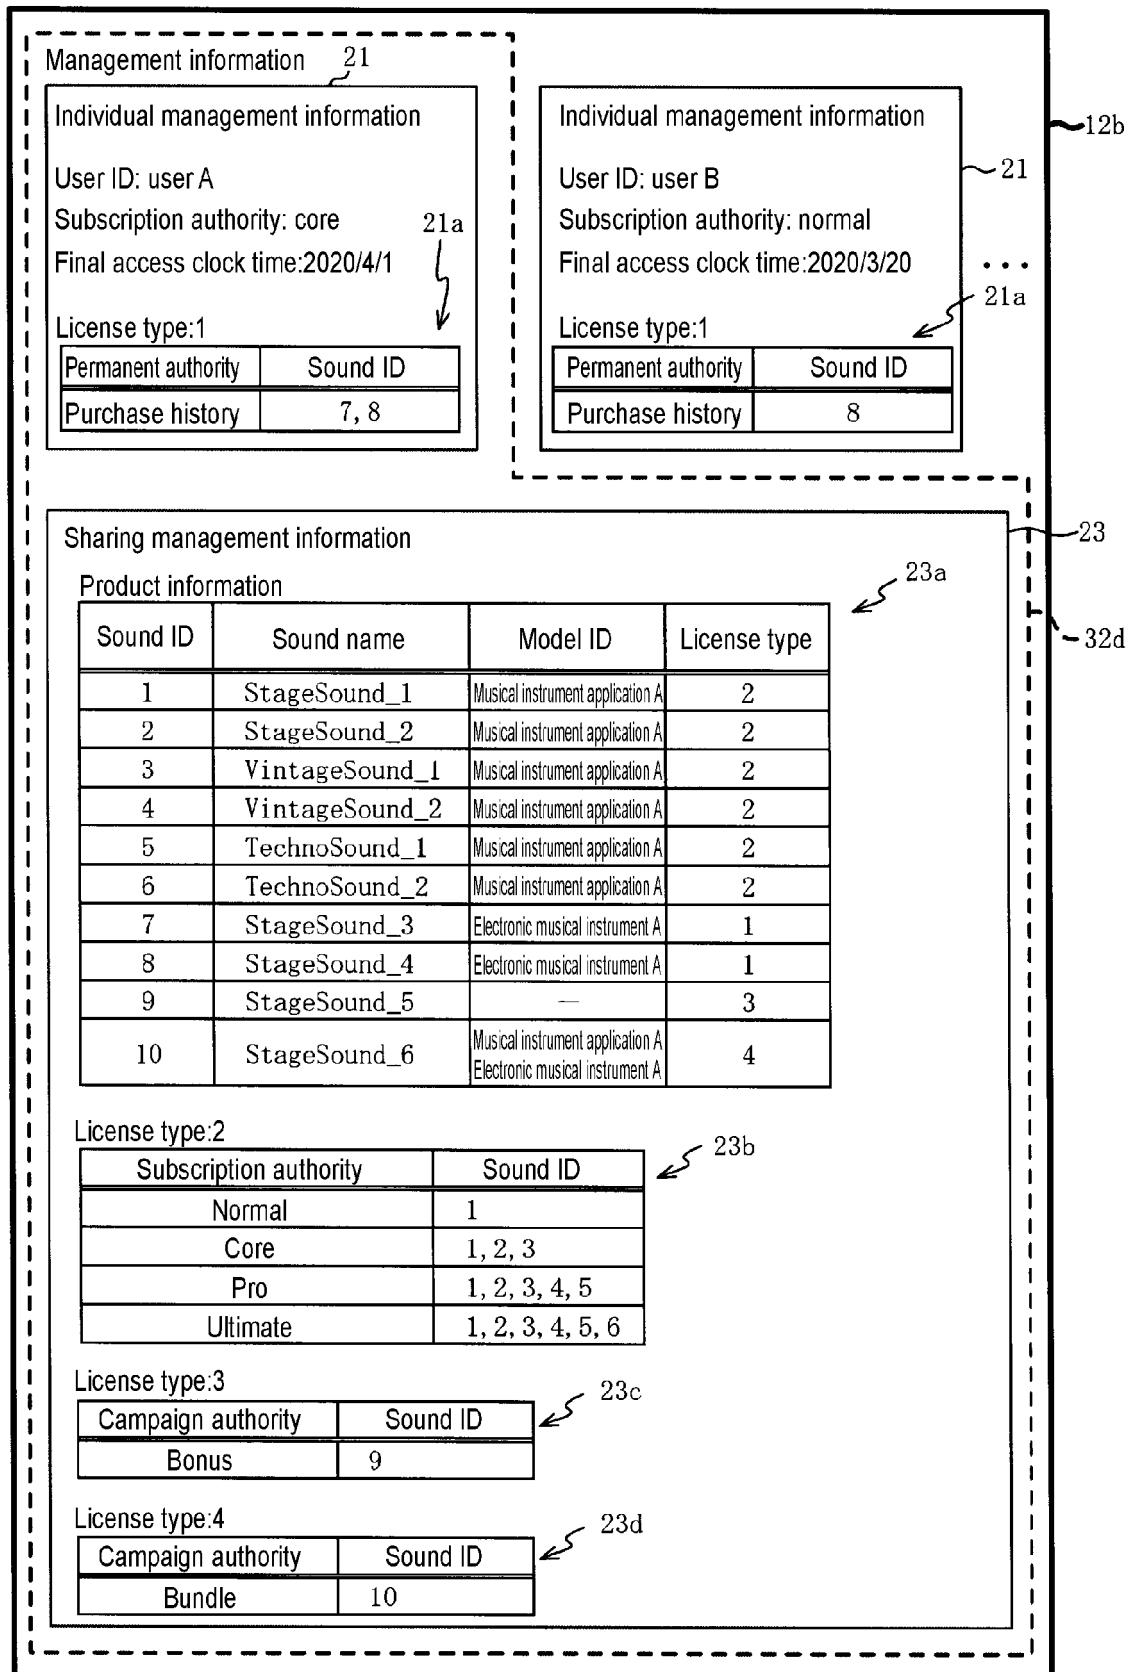 Management information
21
Individual management information
User ID: user A
Subscription authority: core
21a
Final access clock time:2020/4/1
License type:1
Permanent authority Sound ID
Purchase history 7, 8
12b
Individual management information
21
User ID: user B
Subscription authority: normal
Final access clock time:2020/3/20
...
21a
License type:1
Permanent authority Sound ID
Purchase history 8
Sharing management information
23
Product information
23a
32d
Sound ID Sound name Model ID License type
1 StageSound_1 Musical instrument application A 2
2 StageSound_2 Musical instrument application A 2
3 VintageSound_1 Musical instrument application A 2
4 VintageSound_2 Musical instrument application A 2
5 TechnoSound_1 Musical instrument application A 2
6 TechnoSound_2 Musical instrument application A 2
7 StageSound_3 Electronic musical instrument A 1
8 StageSound_4 Electronic musical instrument A 1
9 StageSound_5 — 3
10 StageSound_6 Musical instrument application A 4
Electronic musical instrument A
License type:2
23b
Subscription authority Sound ID
Normal 1
Core 1, 2, 3
Pro 1, 2, 3, 4, 5
Ultimate 1, 2, 3, 4, 5, 6
License type:3
23c
Campaign authority Sound ID
Bonus 9
License type:4
23d
Campaign authority Sound ID
Bundle 10